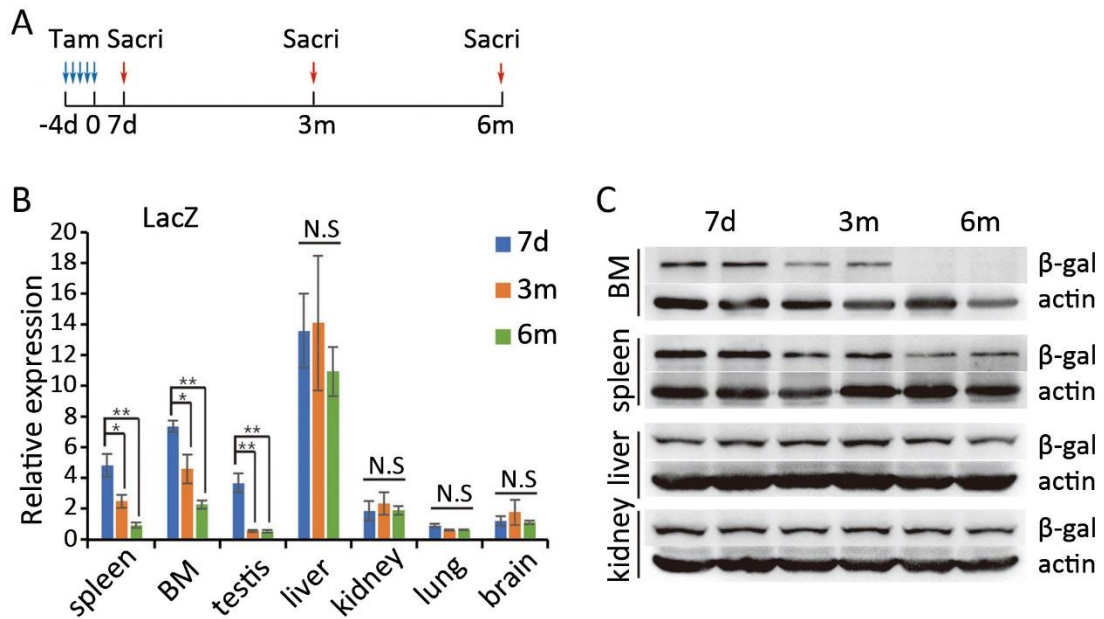 A
Tam Sacri Sacri Sacri
-4d 0 7d 3m 6m
B
LacZ
Relative expression
20
18
16
14
12
10
8
6
4
2
0
** 
*
**
*
**
**
N.S
N.S
N.S
N.S
7d
3m
6m
spleen BM testis liver kidney lung brain
C
7d 3m 6m
BM
β-gal
actin
spleen
β-gal
actin
liver
β-gal
actin
kidney
β-gal
actin